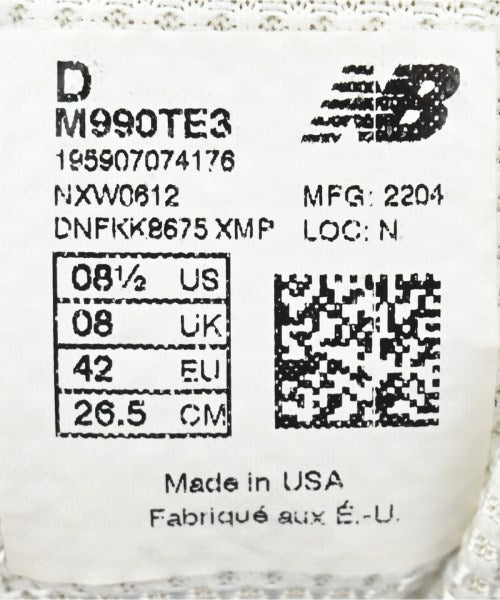 D
NB
M990TE3
195907074176
NXW0612 MFG: 2204
DNFKK8675 XMP LOC: N
08½ US
08 UK
42 EU
26.5 CM
Made in USA
Fabriqué aux É.-U.